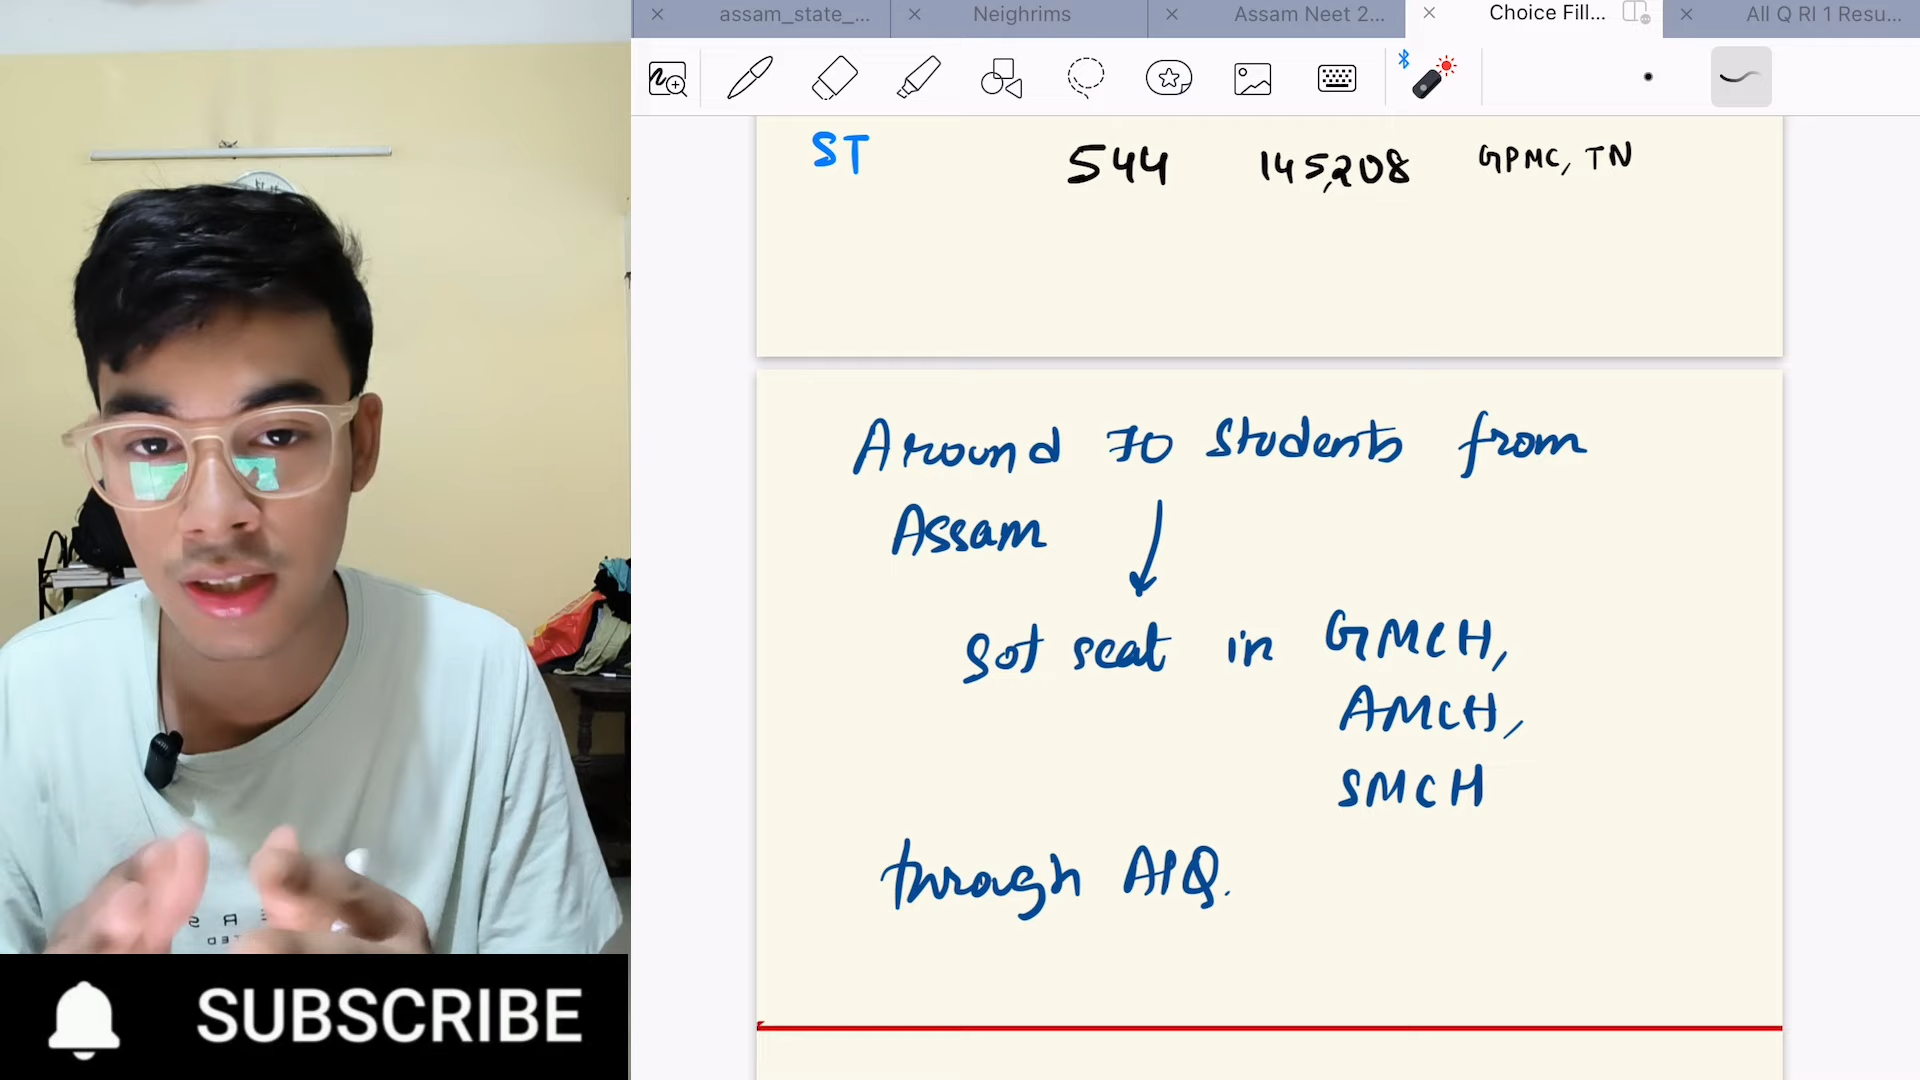 assam_state_...
Neighrims
Assam Neet 2...
Choice Fill...
All Q RI 1 Resu...
ST 544 145,208 GPMC, TN
Around 70 students from
Assam
got seat in GMCH,
AMCH,
SMCH
through AIQ.
SUBSCRIBE